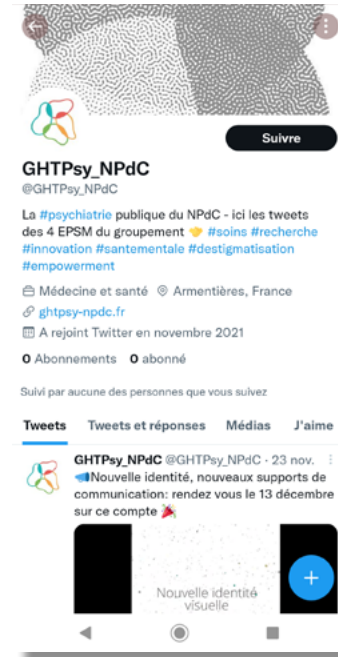 Suivre
GHTPsy_NPdC
@GHTPsy_NPdC
La #psychiatrie publique du NPdC - ici les tweets
des 4 EPSM du groupement 🤝 #soins #recherche
#innovation #santementale #destigmatisation
#empowerment
Médecine et santé Armentières, France
ghtpsy-npdc.fr
A rejoint Twitter en novembre 2021
0 Abonnements 0 abonné
Suivi par aucune des personnes que vous suivez
Tweets Tweets et réponses Médias J'aime
GHTPsy_NPdC @GHTPsy_NPdC · 23 nov.
📣Nouvelle identité, nouveaux supports de
communication: rendez vous le 13 décembre
sur ce compte 🎉
Nouvelle identité
visuelle